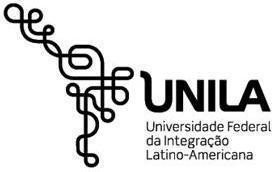 UNILA
Universidade Federal
da Integração
Latino-Americana